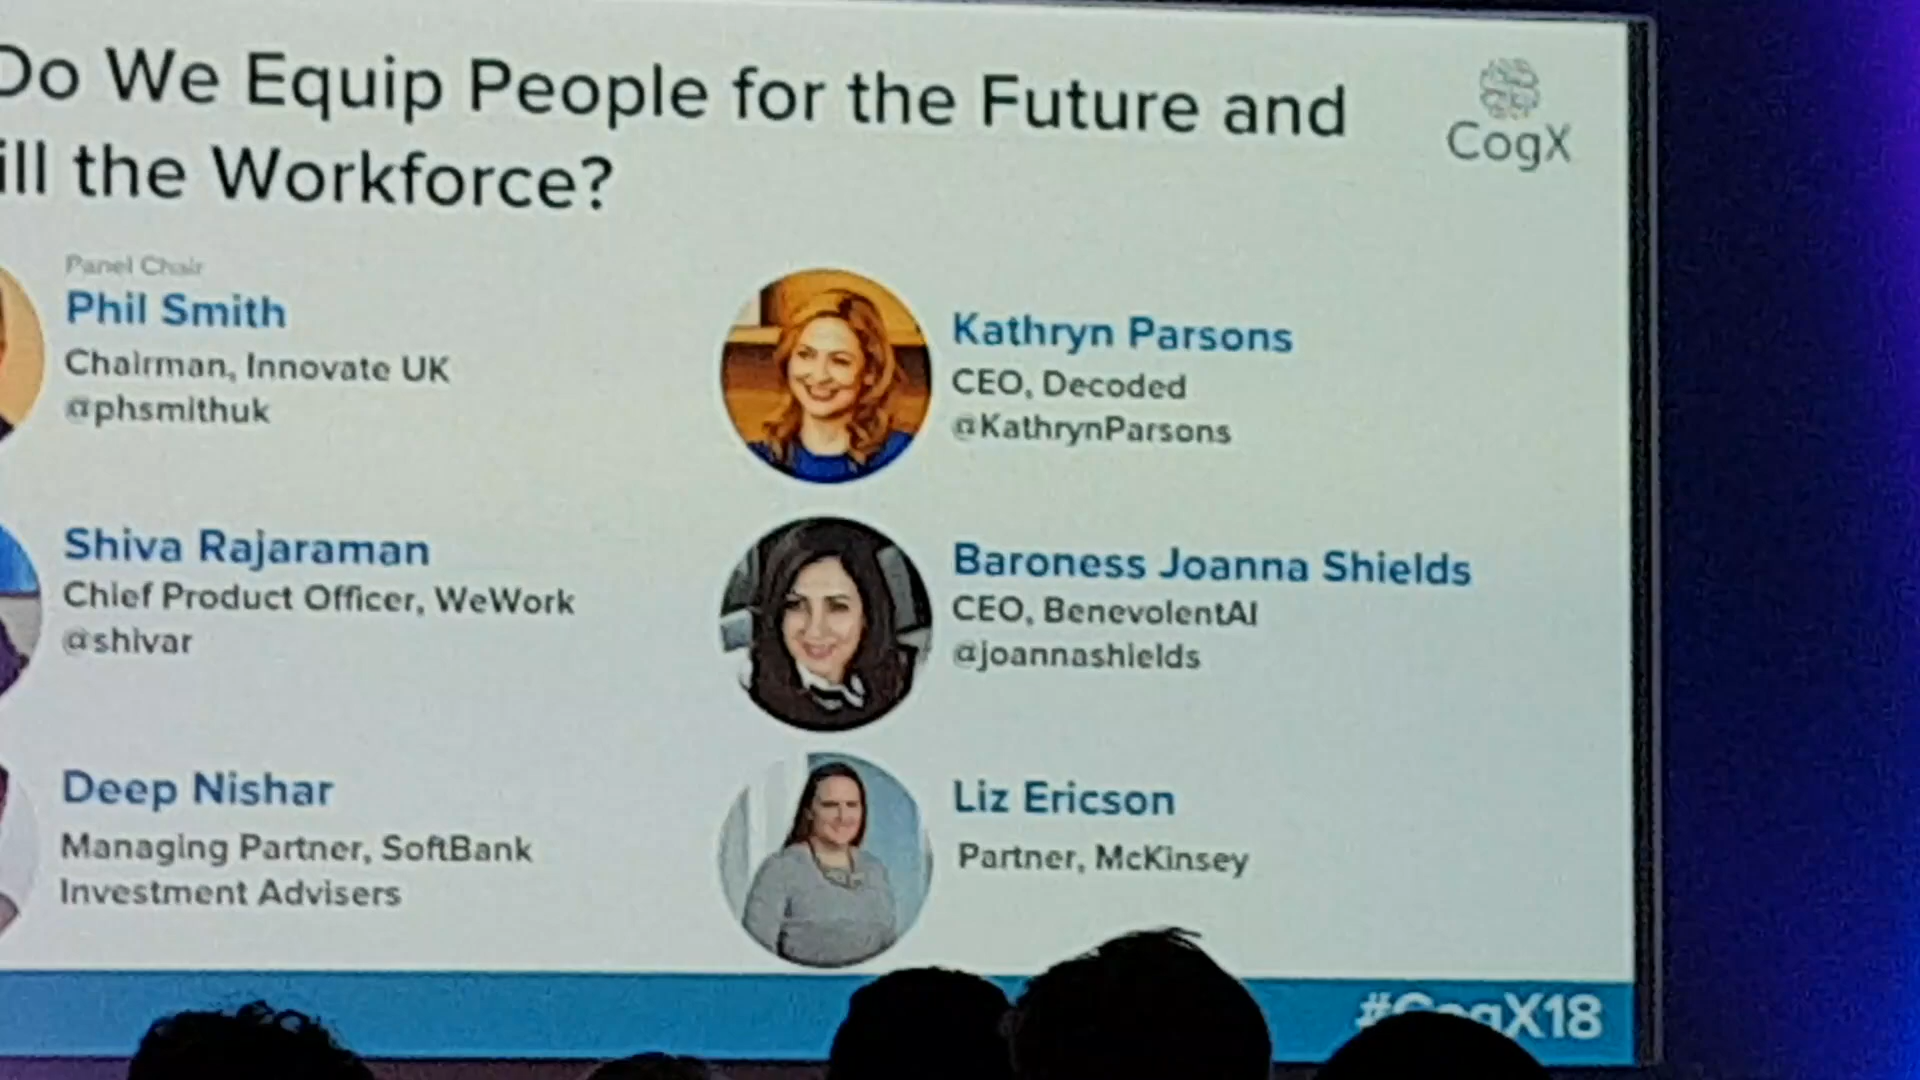 Do We Equip People for the Future and
ill the Workforce?
CogX
Panel Chair
Phil Smith
Chairman, Innovate UK
@phsmithuk
Kathryn Parsons
CEO, Decoded
@KathrynParsons
Shiva Rajaraman
Chief Product Officer, WeWork
@shivar
Baroness Joanna Shields
CEO, BenevolentAI
@joannashields
Deep Nishar
Managing Partner, SoftBank
Investment Advisers
Liz Ericson
Partner, McKinsey
#CogX18